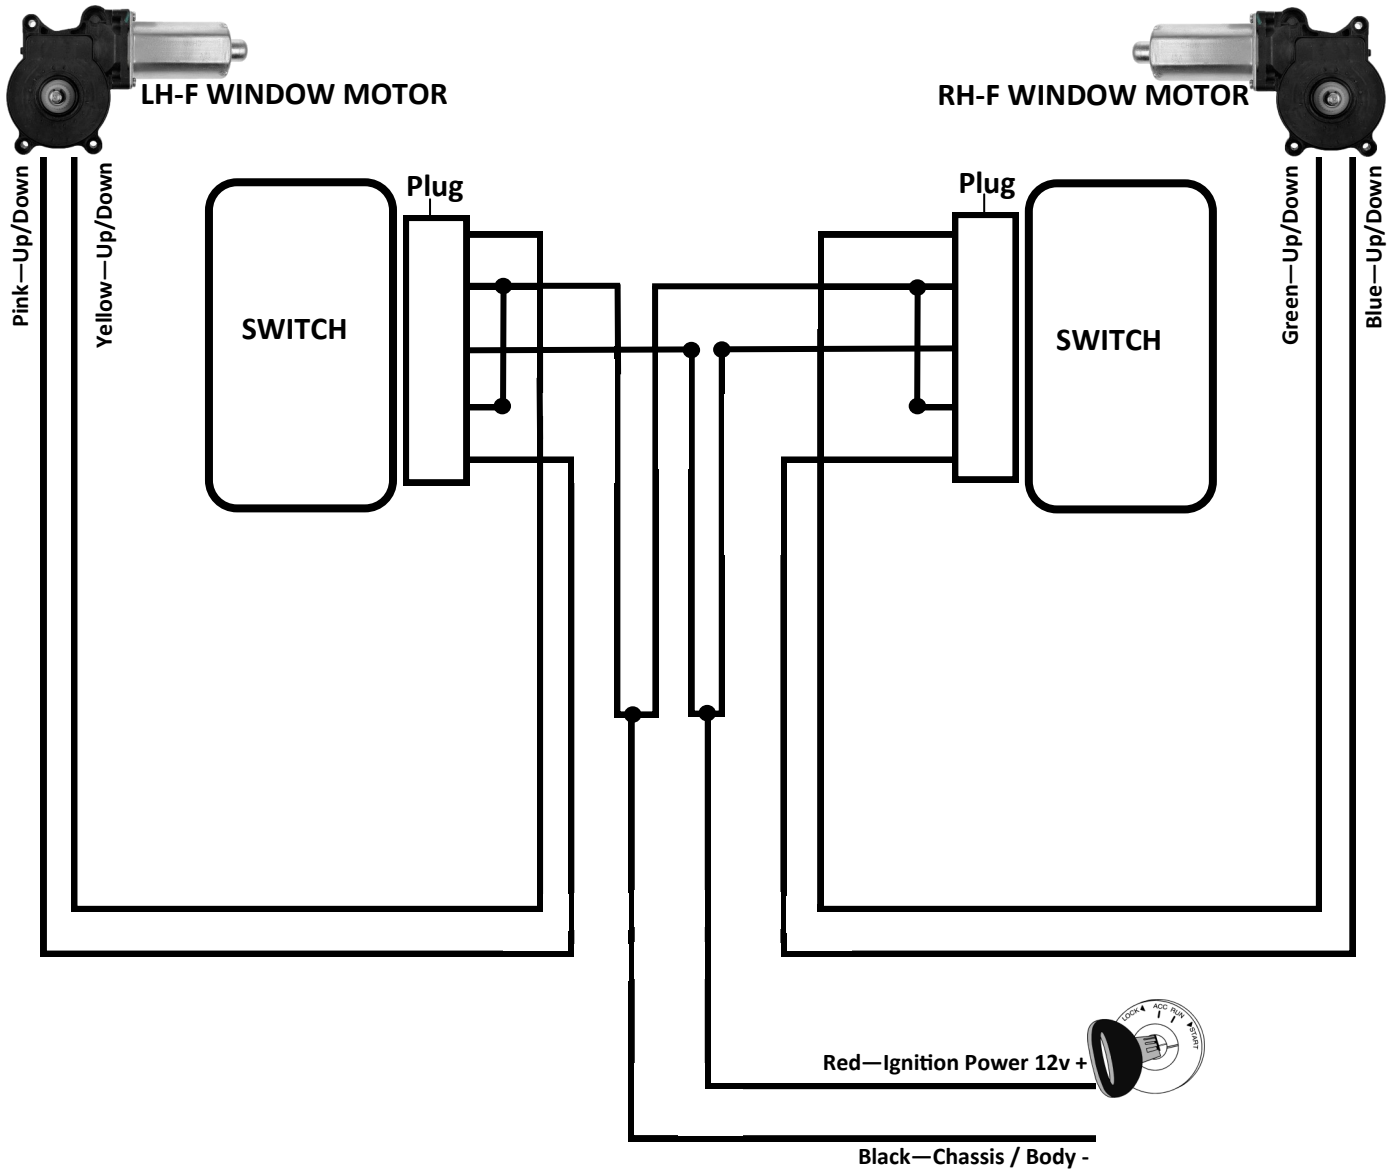 LH-F WINDOW MOTOR
RH-F WINDOW MOTOR
Pink—Up/Down
Yellow—Up/Down
Plug
SWITCH
Plug
SWITCH
Green—Up/Down
Blue—Up/Down
LOCK ACC RUN START
Red—Ignition Power 12v +
Black—Chassis / Body -